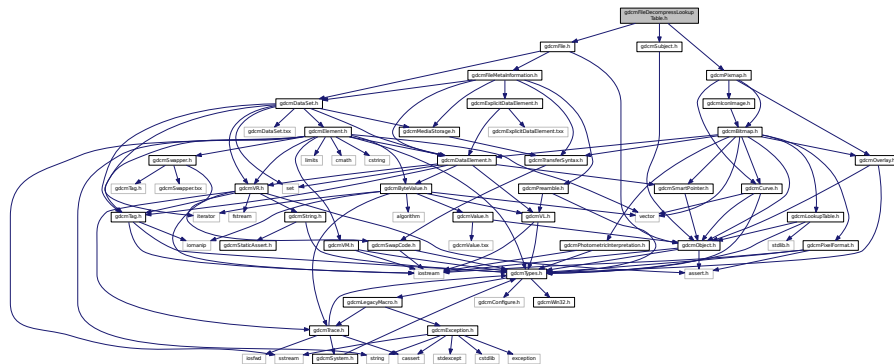 gdcmFileDecompressLookup
Table.h
gdcmFile.h
gdcmSubject.h
gdcmPixmap.h
gdcmFileMetaInformation.h
gdcmDataSet.h
gdcmExplicitDataElement.h
gdcmIconImage.h
gdcmDataSet.txx
gdcmElement.h
gdcmMediaStorage.h
gdcmExplicitDataElement.txx
gdcmBitmap.h
gdcmSwapper.h
limits
cmath
cstring
gdcmDataElement.h
gdcmTransferSyntax.h
gdcmOverlay.h
gdcmTag.h
gdcmSwapper.txx
gdcmVR.h
set
gdcmByteValue.h
gdcmPreamble.h
gdcmSmartPointer.h
gdcmCurve.h
gdcmTag.h
iterator
fstream
gdcmString.h
algorithm
gdcmValue.h
gdcmVL.h
vector
gdcmLookupTable.h
iomanip
gdcmStaticAssert.h
gdcmVM.h
gdcmSwapCode.h
gdcmValue.txx
gdcmPhotometricInterpretation.h
gdcmObject.h
stdlib.h
gdcmPixelFormat.h
iostream
gdcmTypes.h
assert.h
gdcmLegacyMacro.h
gdcmConfigure.h
gdcmWin32.h
gdcmTrace.h
gdcmException.h
iosfwd
sstream
gdcmSystem.h
string
cassert
stdexcept
cstdlib
exception